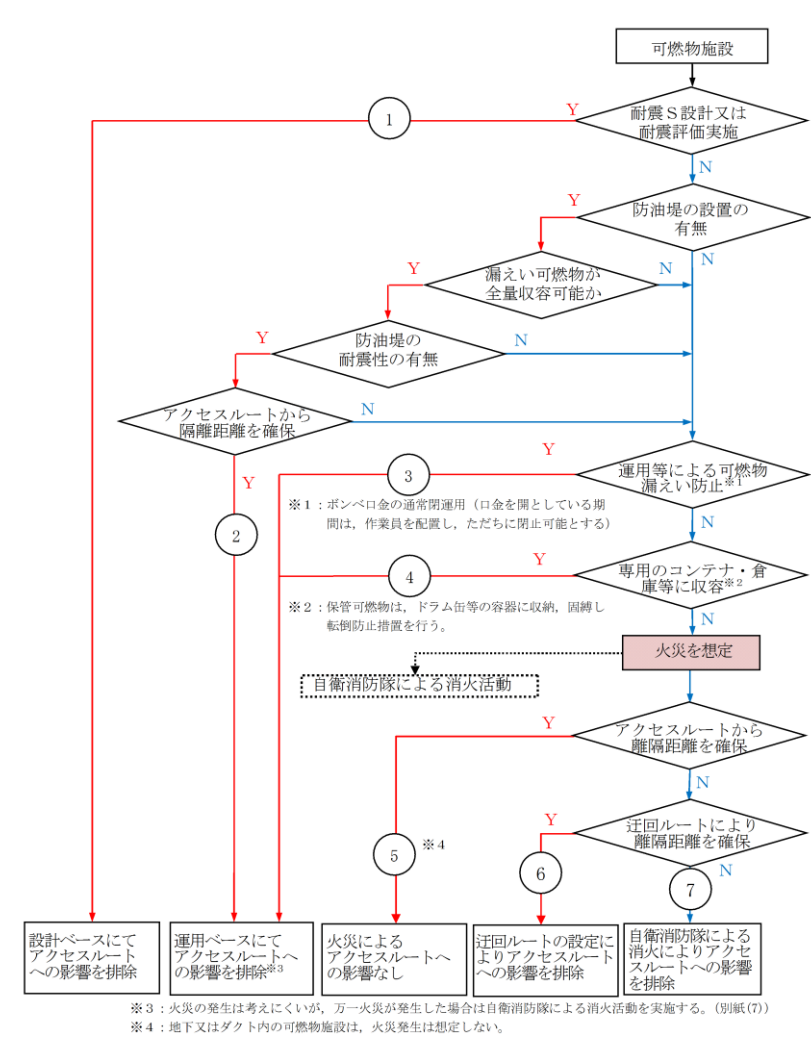 可燃物施設
耐震Ｓ設計又は
耐震評価実施
Ｙ
①
Ｎ
防油堤の設置の
有無
Ｙ
Ｎ
漏えい可燃物が
全量収容可能か
Ｙ
Ｎ
防油堤の
耐震性の有無
Ｙ
Ｎ
アクセスルートから
隔離距離を確保
Ｎ
Ｙ
②
運用等による可燃物
漏えい防止※1
Ｙ
③
※１：ボンベ口金の通常閉運用（口金を開としている期
間は，作業員を配置し，ただちに閉止可能とする）
Ｎ
専用のコンテナ・倉
庫等に収容※2
Ｙ
④
※２：保管可燃物は，ドラム缶等の容器に収納，固縛し
転倒防止措置を行う。
Ｎ
火災を想定
自衛消防隊による消火活動
アクセスルートから
離隔距離を確保
Ｙ
Ｎ
⑤
※４
迂回ルートにより
離隔距離を確保
Ｙ
⑥
Ｎ
⑦
設計ベースにて
アクセスルート
への影響を排除
運用ベースにて
アクセスルートへ
の影響を排除※3
火災による
アクセスルートへ
の影響なし
迂回ルートの設定に
よりアクセスルート
への影響を排除
自衛消防隊による
消火によりアクセ
スルートへの影響
を排除
※３：火災の発生は考えにくいが，万一火災が発生した場合は自衛消防隊による消火活動を実施する。(別紙(7))
※４：地下又はダクト内の可燃物施設は，火災発生は想定しない。